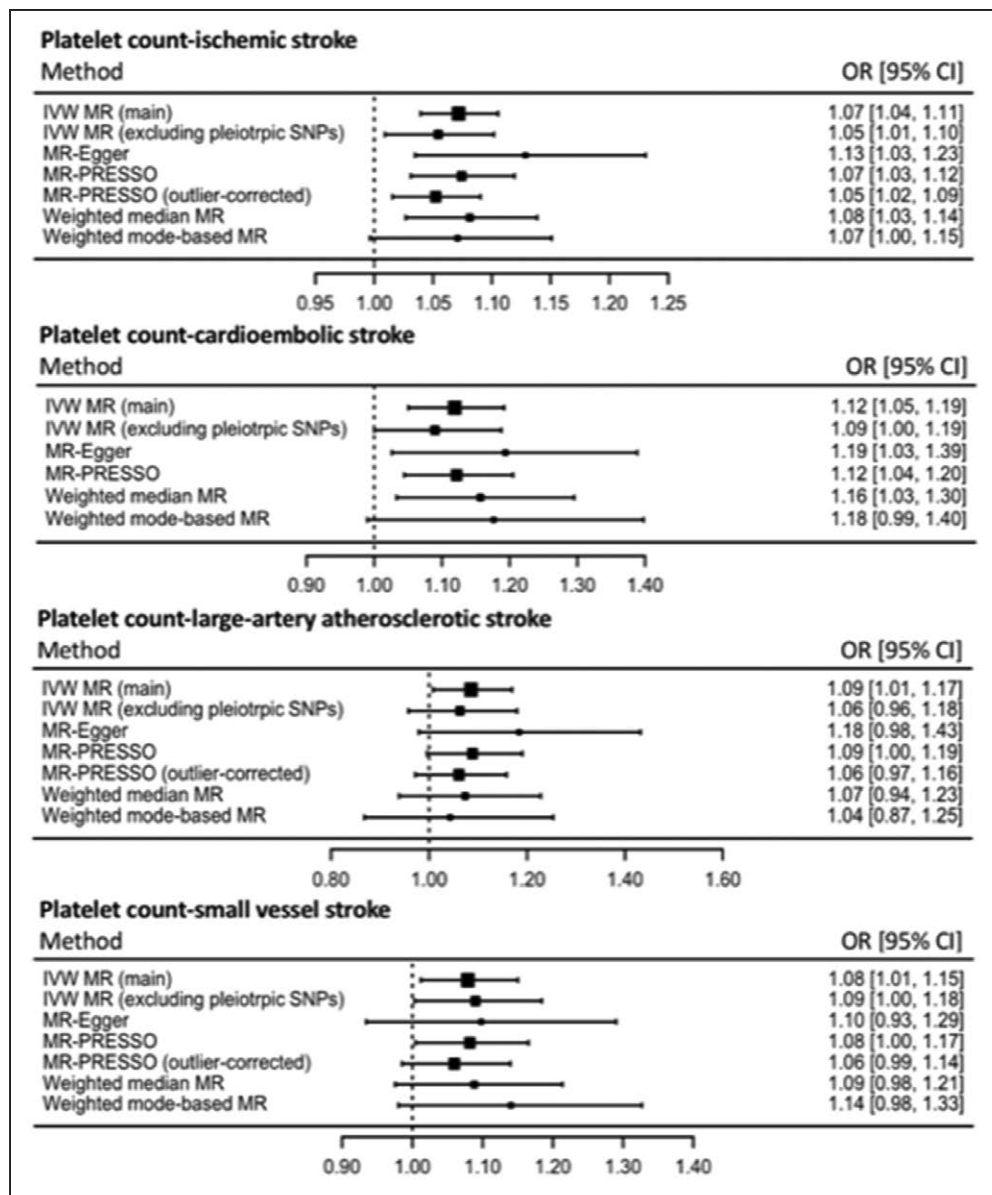 Platelet count-ischemic stroke
Method OR [95% CI]
IVW MR (main) 1.07 [1.04, 1.11]
IVW MR (excluding pleiotrpic SNPs) 1.05 [1.01, 1.10]
MR-Egger 1.13 [1.03, 1.23]
MR-PRESSO 1.07 [1.03, 1.12]
MR-PRESSO (outlier-corrected) 1.05 [1.02, 1.09]
Weighted median MR 1.08 [1.03, 1.14]
Weighted mode-based MR 1.07 [1.00, 1.15]
0.95 1.00 1.05 1.10 1.15 1.20 1.25
Platelet count-cardioembolic stroke
Method OR [95% CI]
IVW MR (main) 1.12 [1.05, 1.19]
IVW MR (excluding pleiotrpic SNPs) 1.09 [1.00, 1.19]
MR-Egger 1.19 [1.03, 1.39]
MR-PRESSO 1.12 [1.04, 1.20]
Weighted median MR 1.16 [1.03, 1.30]
Weighted mode-based MR 1.18 [0.99, 1.40]
0.90 1.00 1.10 1.20 1.30 1.40
Platelet count-large-artery atherosclerotic stroke
Method OR [95% CI]
IVW MR (main) 1.09 [1.01, 1.17]
IVW MR (excluding pleiotrpic SNPs) 1.06 [0.96, 1.18]
MR-Egger 1.18 [0.98, 1.43]
MR-PRESSO 1.09 [1.00, 1.19]
MR-PRESSO (outlier-corrected) 1.06 [0.97, 1.16]
Weighted median MR 1.07 [0.94, 1.23]
Weighted mode-based MR 1.04 [0.87, 1.25]
0.80 1.00 1.20 1.40 1.60
Platelet count-small vessel stroke
Method OR [95% CI]
IVW MR (main) 1.08 [1.01, 1.15]
IVW MR (excluding pleiotrpic SNPs) 1.09 [1.00, 1.18]
MR-Egger 1.10 [0.93, 1.29]
MR-PRESSO 1.08 [1.00, 1.17]
MR-PRESSO (outlier-corrected) 1.06 [0.99, 1.14]
Weighted median MR 1.09 [0.98, 1.21]
Weighted mode-based MR 1.14 [0.98, 1.33]
0.90 1.00 1.10 1.20 1.30 1.40